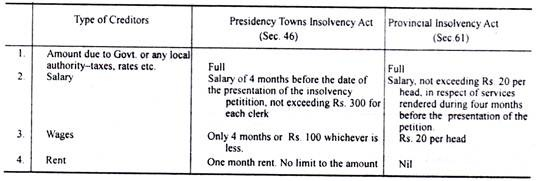 Type of Creditors
Presidency Towns Insolvency Act
(Sec. 46)
Provincial Insolvency Act
(Sec.61)
1. Amount due to Govt. or any local
authority–taxes, rates etc.
Full
Full
2. Salary
Salary of 4 months before the date of
the presentation of the insolvency
petitition, not exceeding Rs. 300 for
each clerk
Salary, not exceeding Rs. 20 per
head, in respect of services
rendered during four months
before the presentation of the
petition.
3. Wages
Only 4 months or Rs. 100 whichever is
less.
Rs. 20 per head
4. Rent
One month rent. No limit to the amount
Nil